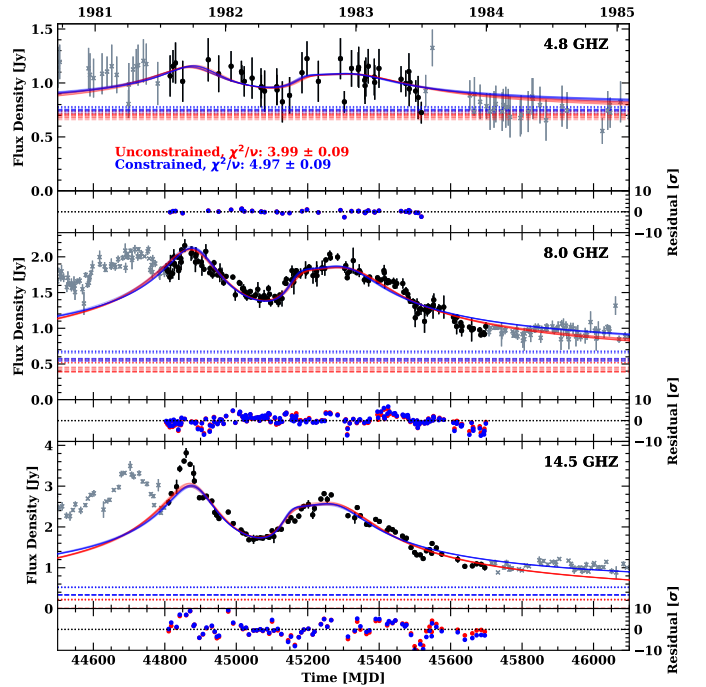 1981 1982 1983 1984 1985
4.8 GHZ
Flux Density [Jy]
1.5
1.0
0.5
0.0
Unconstrained, χ²/ν: 3.99 ± 0.09
Constrained, χ²/ν: 4.97 ± 0.09
10
0
−10
Residual [σ]
8.0 GHZ
Flux Density [Jy]
2.0
1.5
1.0
0.5
0.0
10
0
−10
Residual [σ]
14.5 GHZ
Flux Density [Jy]
4
3
2
1
10
0
−10
Residual [σ]
44600 44800 45000 45200 45400 45600 45800 46000
Time [MJD]